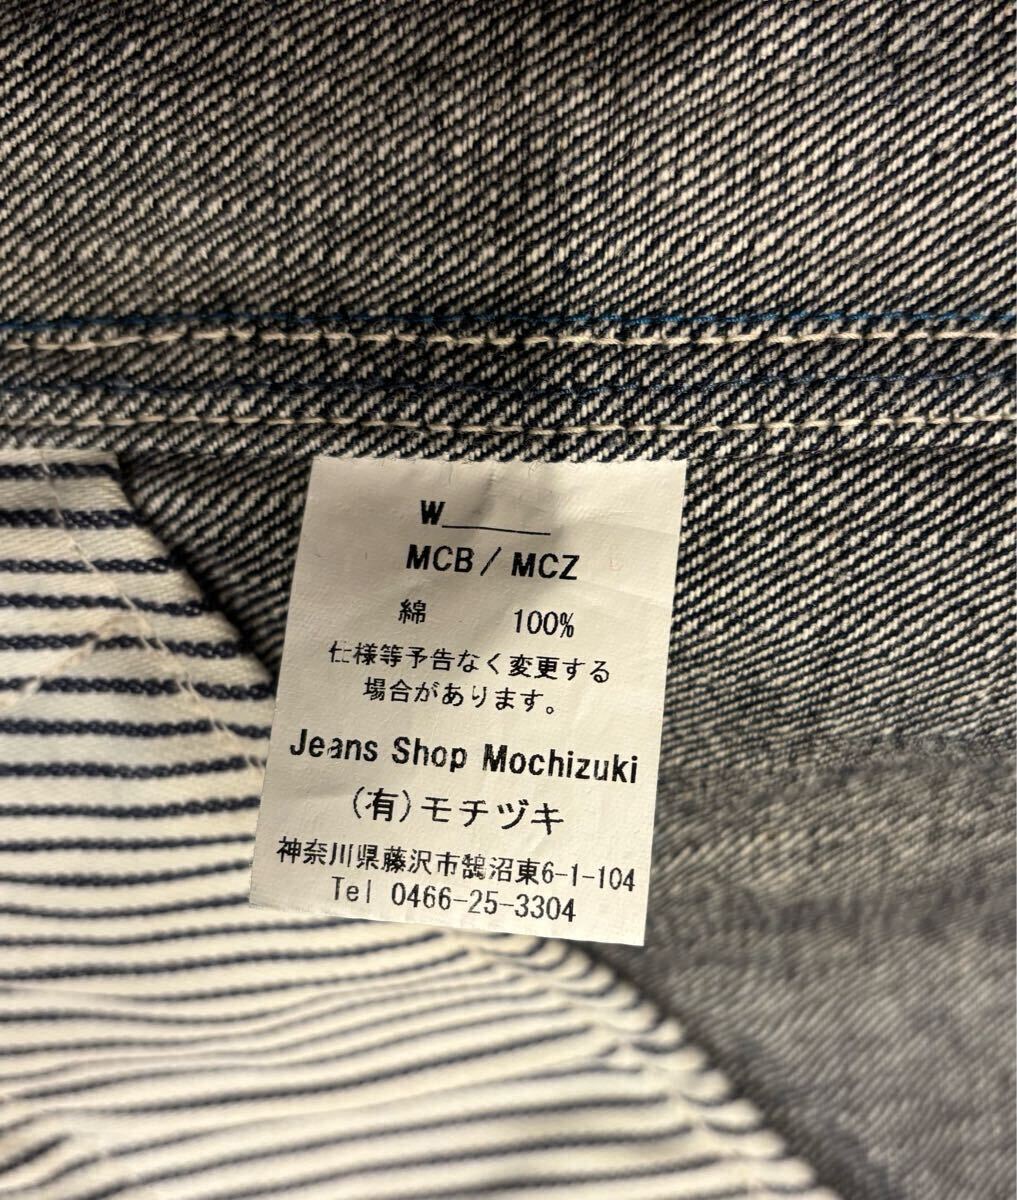 W______
MCB / MCZ
綿 100%
仕様等予告なく変更する
場合があります。
Jeans Shop Mochizuki
(有)モチヅキ
神奈川県藤沢市鵠沼東6-1-104
Tel 0466-25-3304